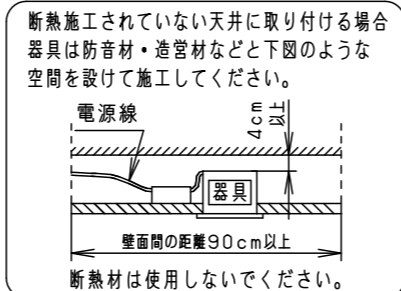 断熱施工されていない天井に取り付ける場合
器具は防音材・造営材などと下図のような
空間を設けて施工してください。
電源線
4cm
以上
器具
壁面間の距離90cm以上
断熱材は使用しないでください。